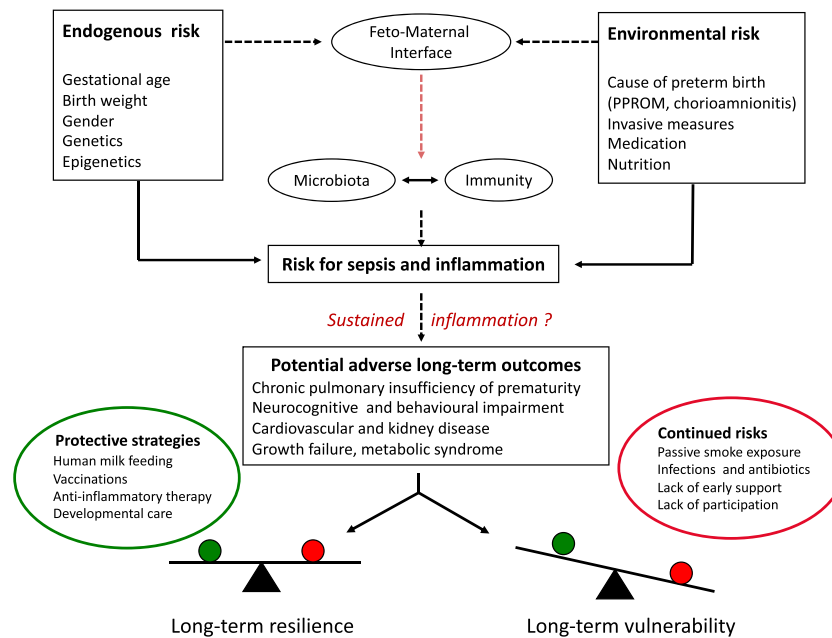 Endogenous risk
Gestational age
Birth weight
Gender
Genetics
Epigenetics
Feto-Maternal
Interface
Environmental risk
Cause of preterm birth
(PPROM, chorioamnionitis)
Invasive measures
Medication
Nutrition
Microbiota
Immunity
Risk for sepsis and inflammation
Sustained inflammation ?
Potential adverse long-term outcomes
Chronic pulmonary insufficiency of prematurity
Neurocognitive and behavioural impairment
Cardiovascular and kidney disease
Growth failure, metabolic syndrome
Protective strategies
Human milk feeding
Vaccinations
Anti-inflammatory therapy
Developmental care
Continued risks
Passive smoke exposure
Infections and antibiotics
Lack of early support
Lack of participation
Long-term resilience
Long-term vulnerability